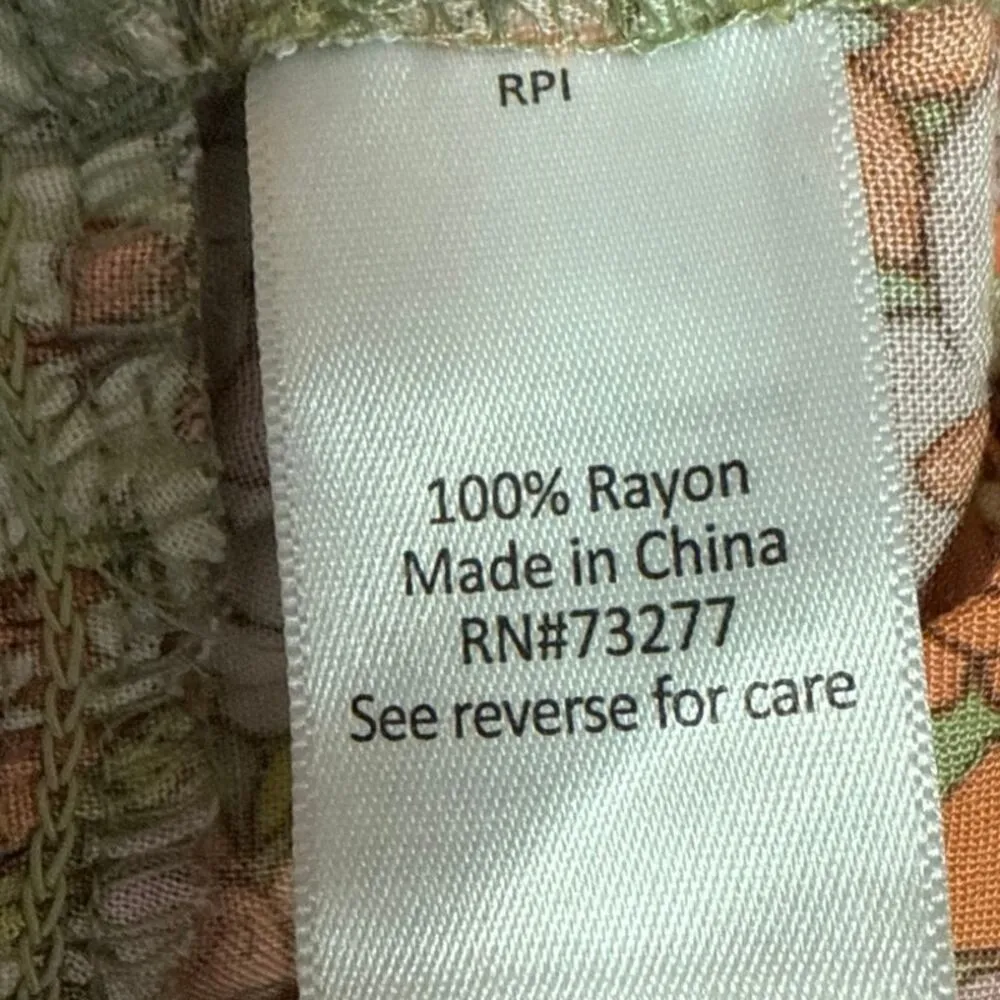 RPI
100% Rayon
Made in China
RN#73277
See reverse for care